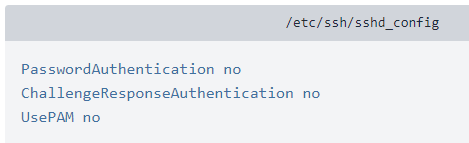 /etc/ssh/sshd_config
PasswordAuthentication no
ChallengeResponseAuthentication no
UsePAM no